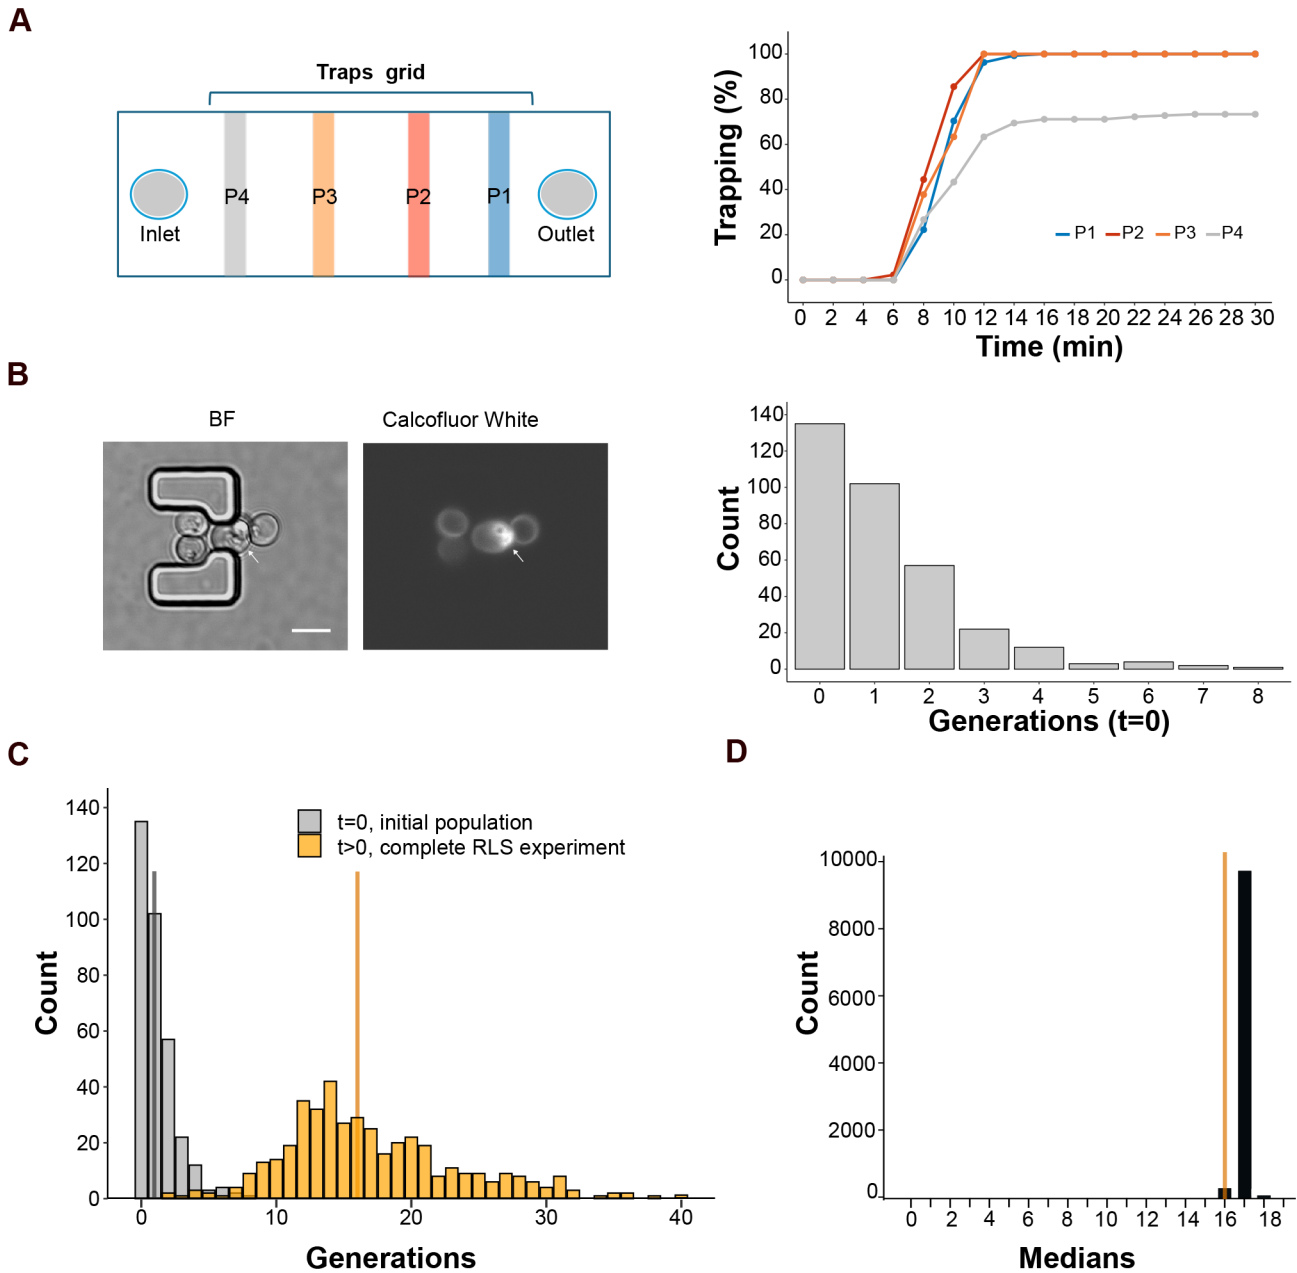 A
Traps grid
P4 P3 P2 P1
Inlet
Outlet
Trapping (%)
100
80
60
40
20
0
P1 P2 P3 P4
0 2 4 6 8 10 12 14 16 18 20 22 24 26 28 30
Time (min)
B
BF
Calcofluor White
Count
140
120
100
80
60
40
20
0
0 1 2 3 4 5 6 7 8
Generations (t=0)
C
Count
140
120
100
80
60
40
20
0
t=0, initial population
t>0, complete RLS experiment
0 10 20 30 40
Generations
D
Count
10000
8000
6000
4000
2000
0
0 2 4 6 8 10 12 14 16 18
Medians